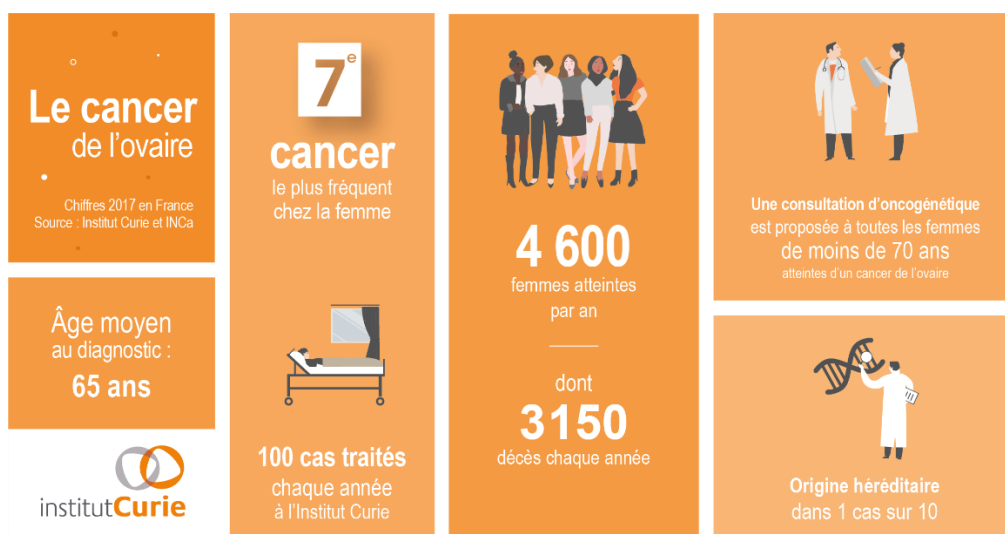 Le cancer
de l'ovaire
Chiffres 2017 en France
Source : Institut Curie et INCa
Âge moyen
au diagnostic :
65 ans
institutCurie
7e
cancer
le plus fréquent
chez la femme
100 cas traités
chaque année
à l'Institut Curie
4 600
femmes atteintes
par an
dont
3150
décès chaque année
Une consultation d'oncogénétique
est proposée à toutes les femmes
de moins de 70 ans
atteintes d'un cancer de l'ovaire
Origine héréditaire
dans 1 cas sur 10